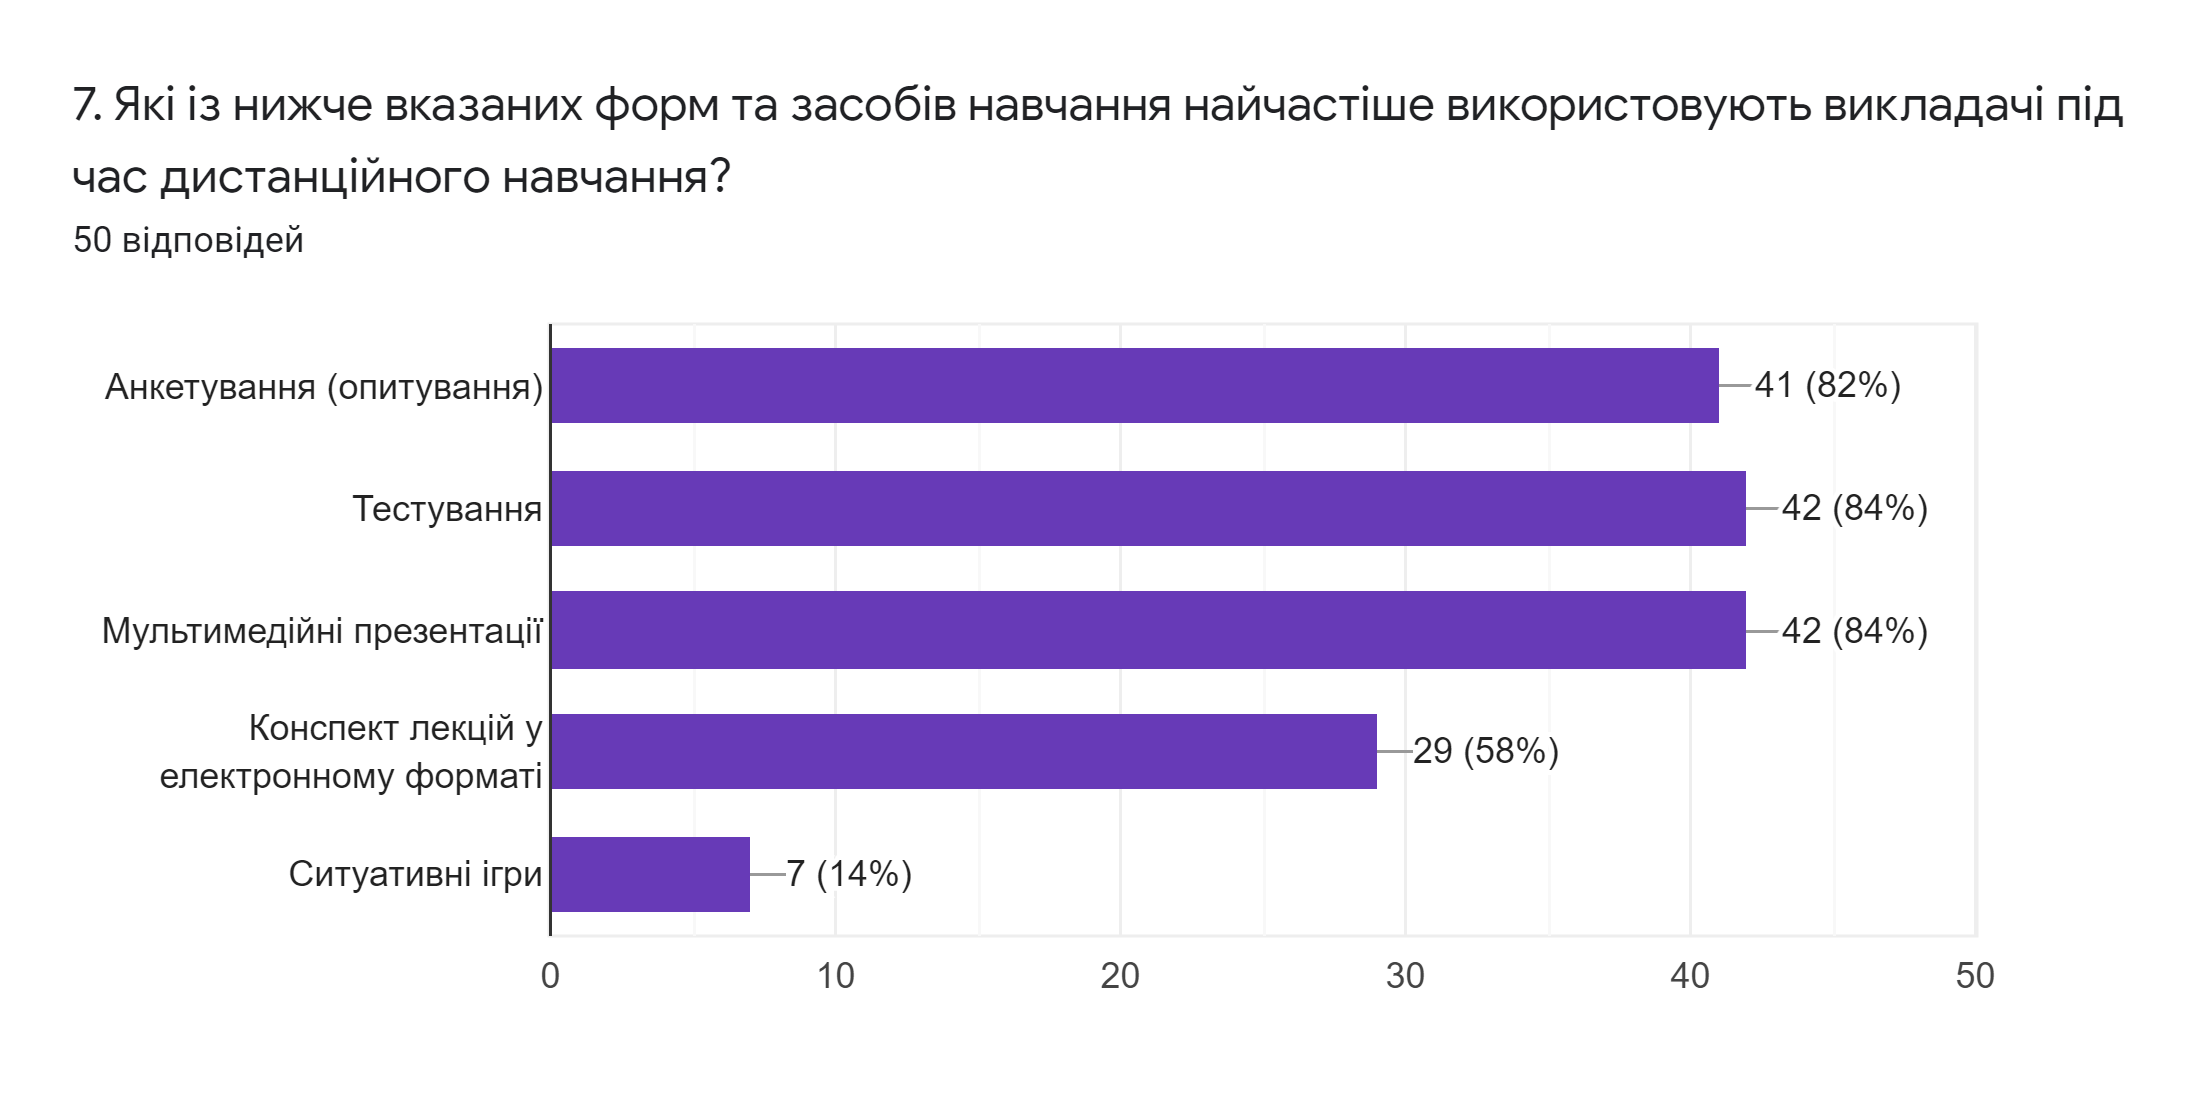 7. Які із нижче вказаних форм та засобів навчання найчастіше використовують викладачі під
час дистанційного навчання?
50 відповідей
Анкетування (опитування)
41 (82%)
Тестування
42 (84%)
Мультимедійні презентації
42 (84%)
Конспект лекцій у
електронному форматі
29 (58%)
Ситуативні ігри
7 (14%)
0 10 20 30 40 50